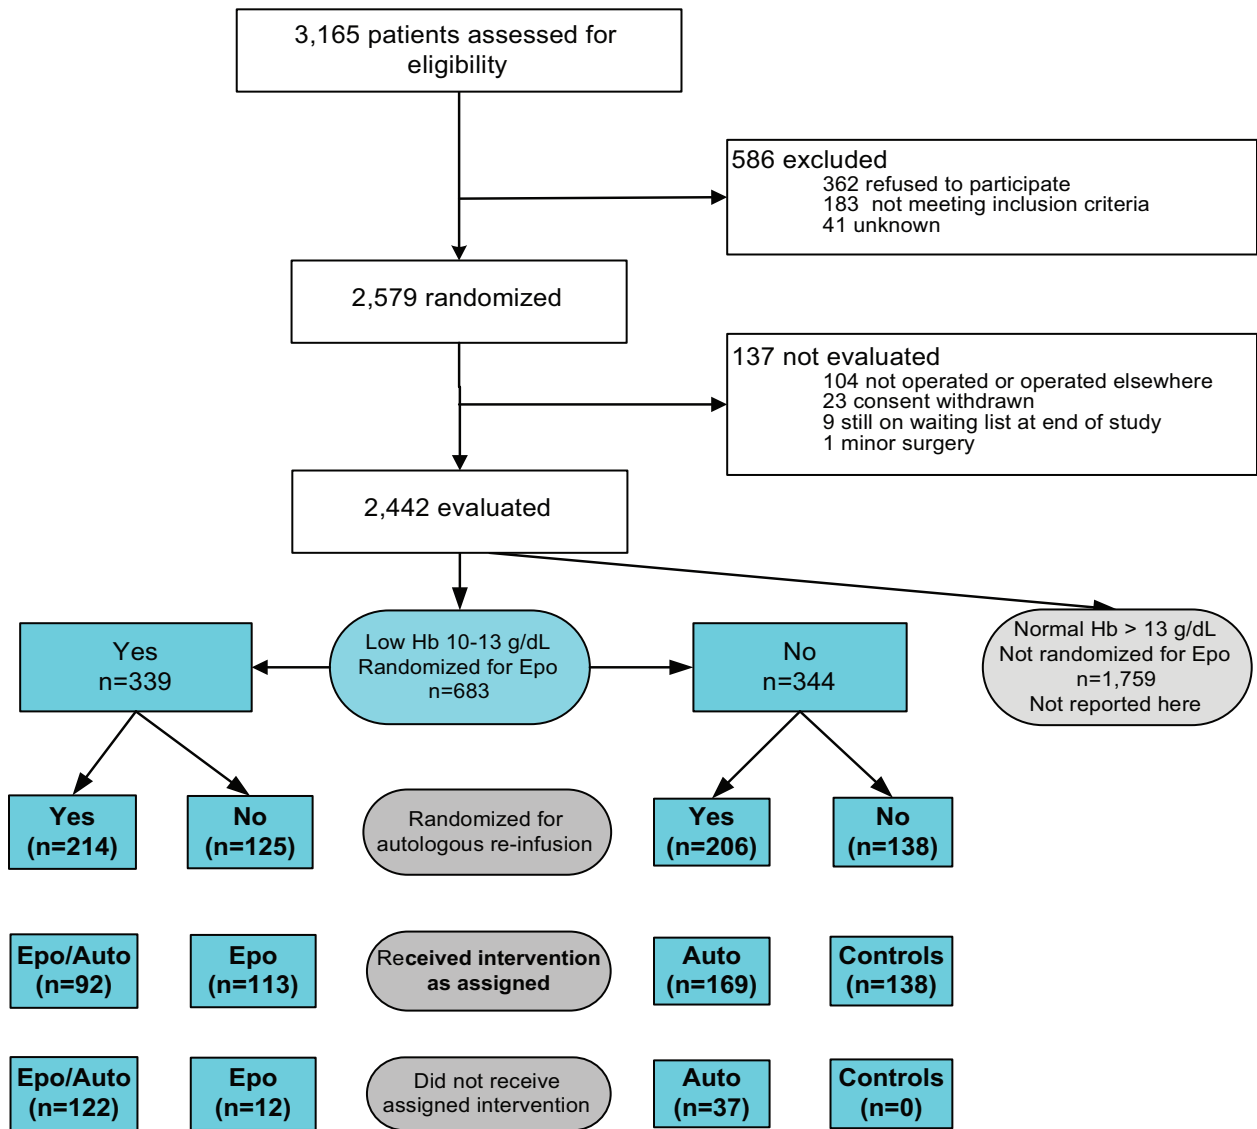 3,165 patients assessed for
eligibility
586 excluded
362 refused to participate
183 not meeting inclusion criteria
41 unknown
2,579 randomized
137 not evaluated
104 not operated or operated elsewhere
23 consent withdrawn
9 still on waiting list at end of study
1 minor surgery
2,442 evaluated
Yes
n=339
Low Hb 10-13 g/dL
Randomized for Epo
n=683
No
n=344
Normal Hb > 13 g/dL
Not randomized for Epo
n=1,759
Not reported here
Yes
(n=214)
No
(n=125)
Randomized for
autologous re-infusion
Yes
(n=206)
No
(n=138)
Epo/Auto
(n=92)
Epo
(n=113)
Received intervention
as assigned
Auto
(n=169)
Controls
(n=138)
Epo/Auto
(n=122)
Epo
(n=12)
Did not receive
assigned intervention
Auto
(n=37)
Controls
(n=0)